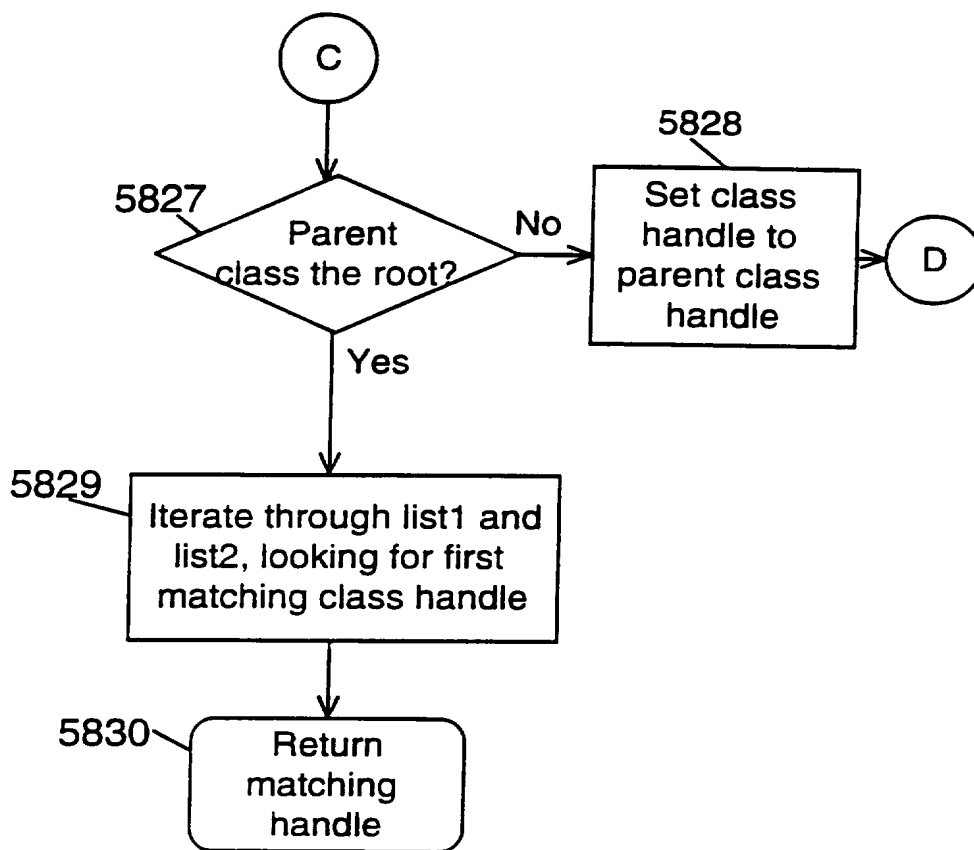 C
5827
Parent
class the root?
No
5828
Set class
handle to
parent class
handle
D
Yes
5829
Iterate through list1 and
list2, looking for first
matching class handle
5830
Return
matching
handle